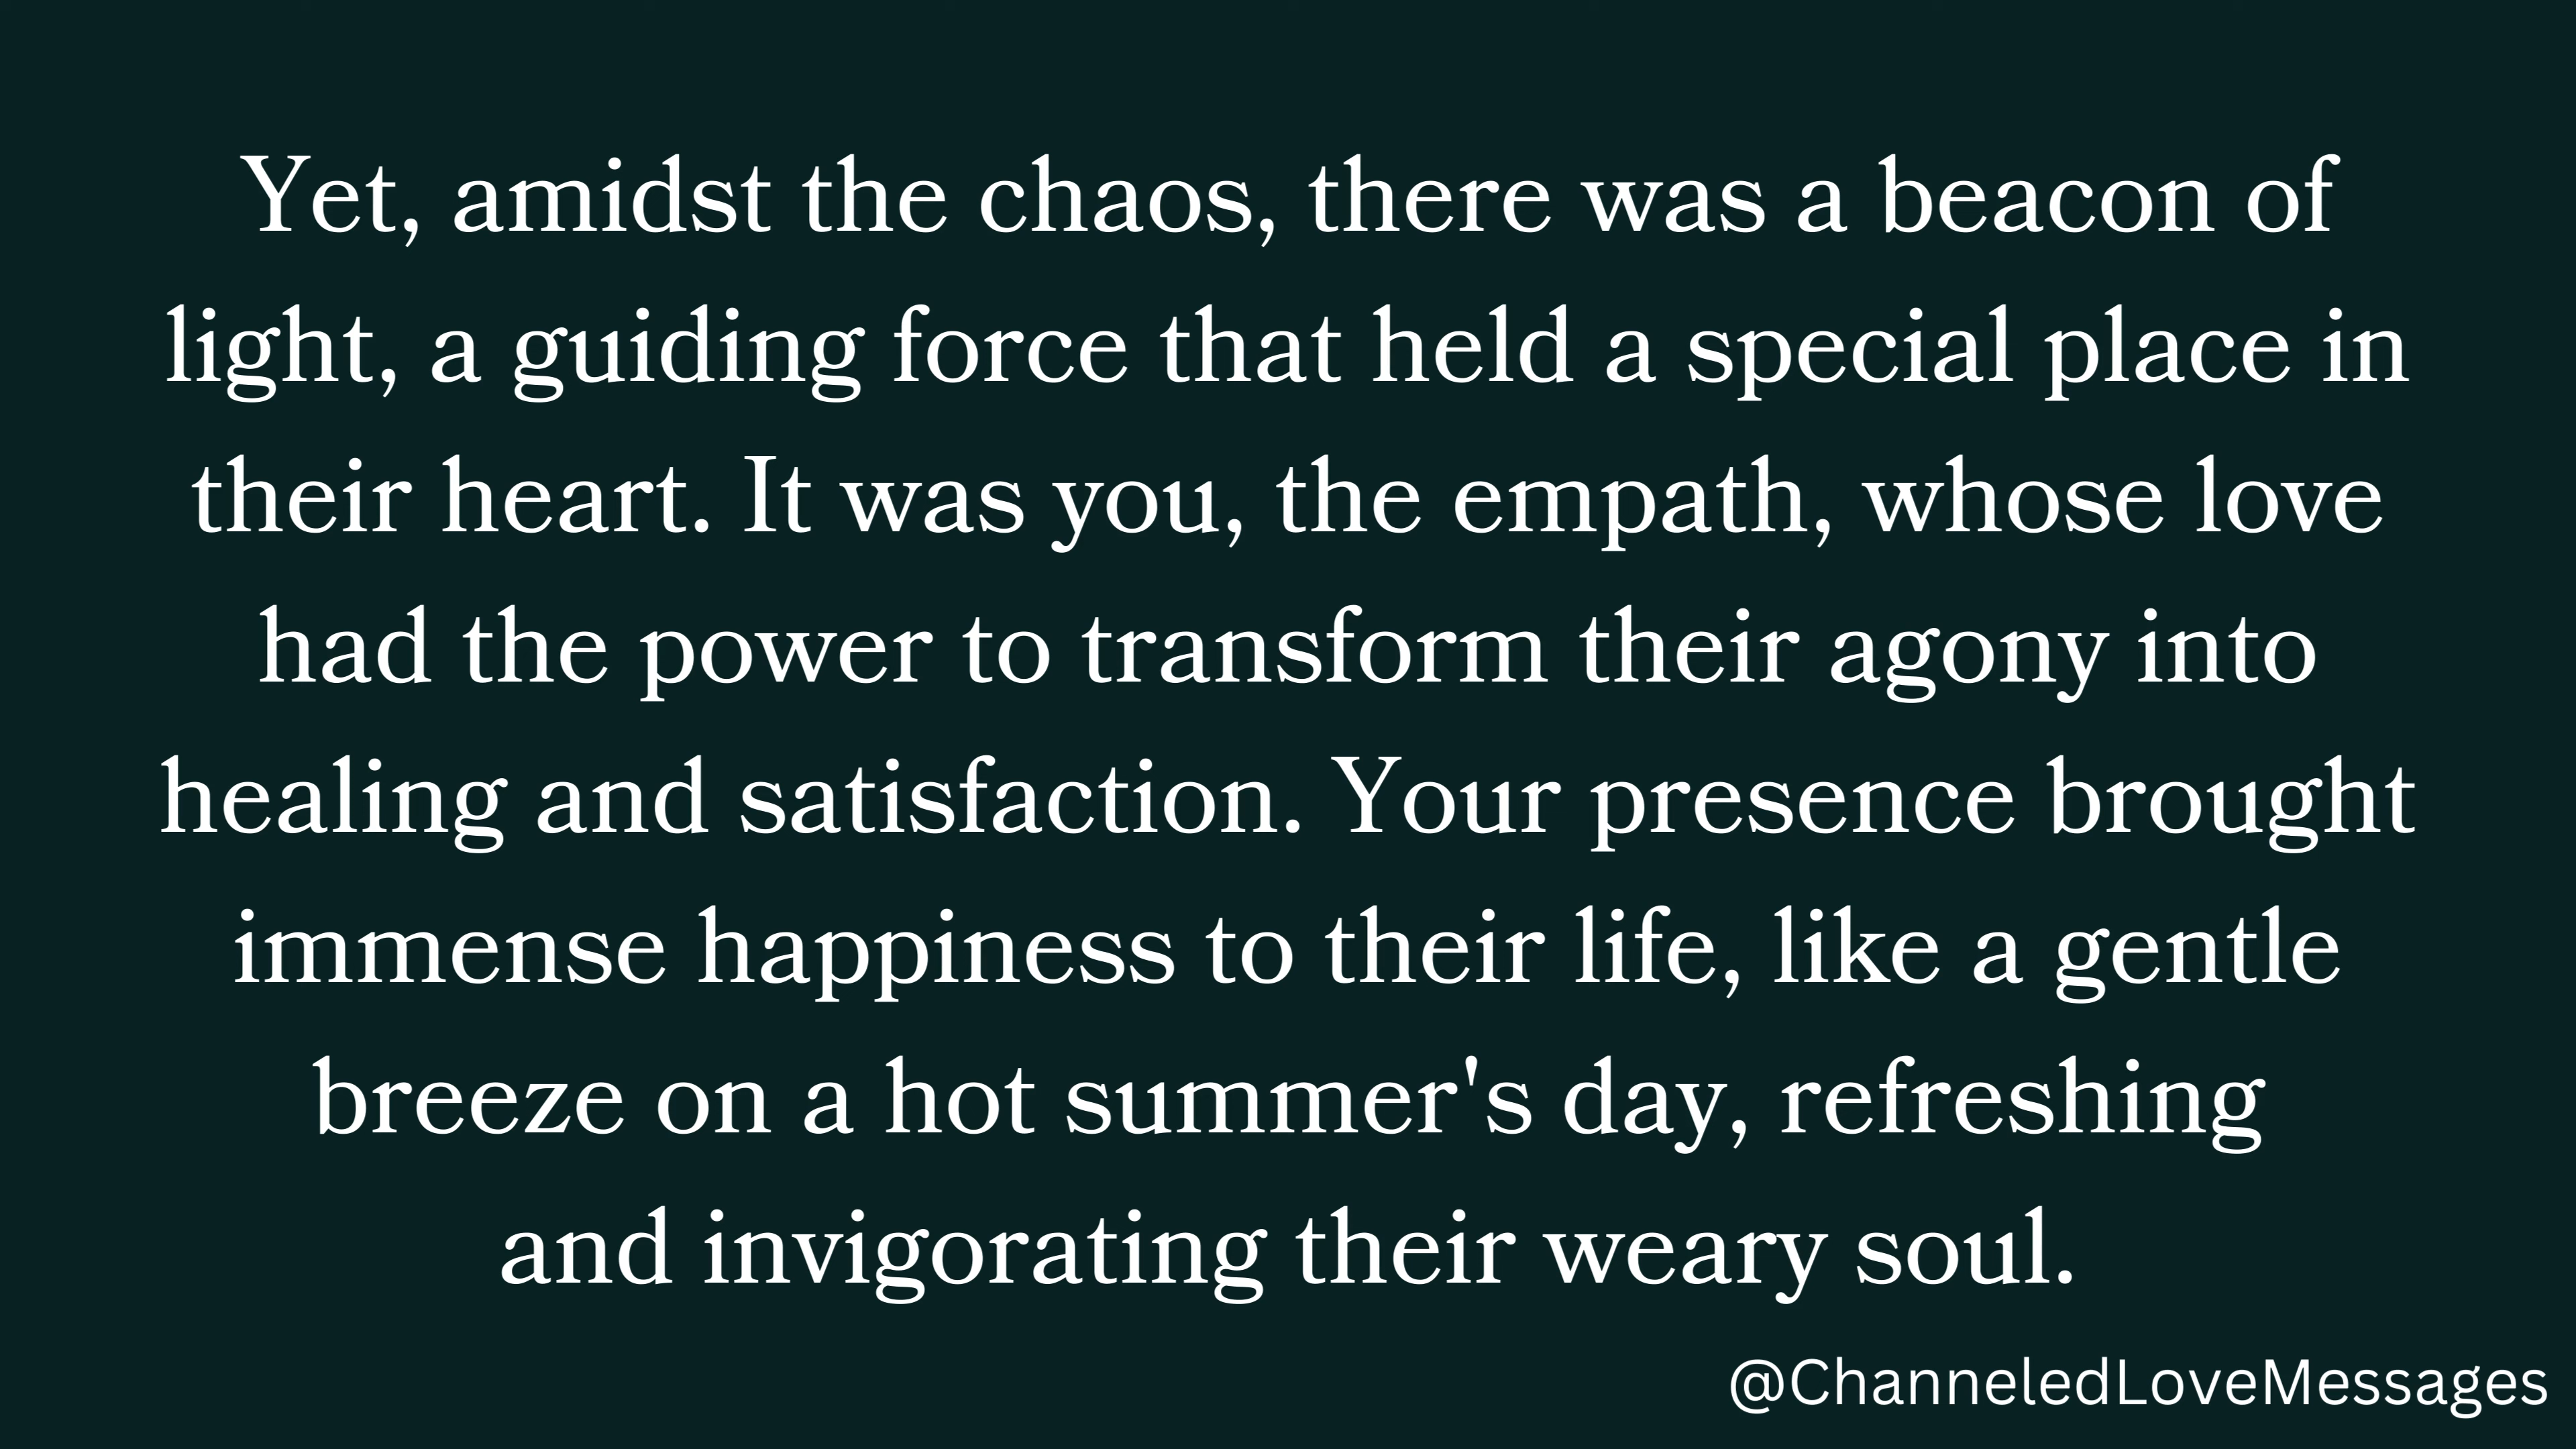 Yet, amidst the chaos, there was a beacon of
light, a guiding force that held a special place in
their heart. It was you, the empath, whose love
had the power to transform their agony into
healing and satisfaction. Your presence brought
immense happiness to their life, like a gentle
breeze on a hot summer's day, refreshing
and invigorating their weary soul.
@ChanneledLoveMessages